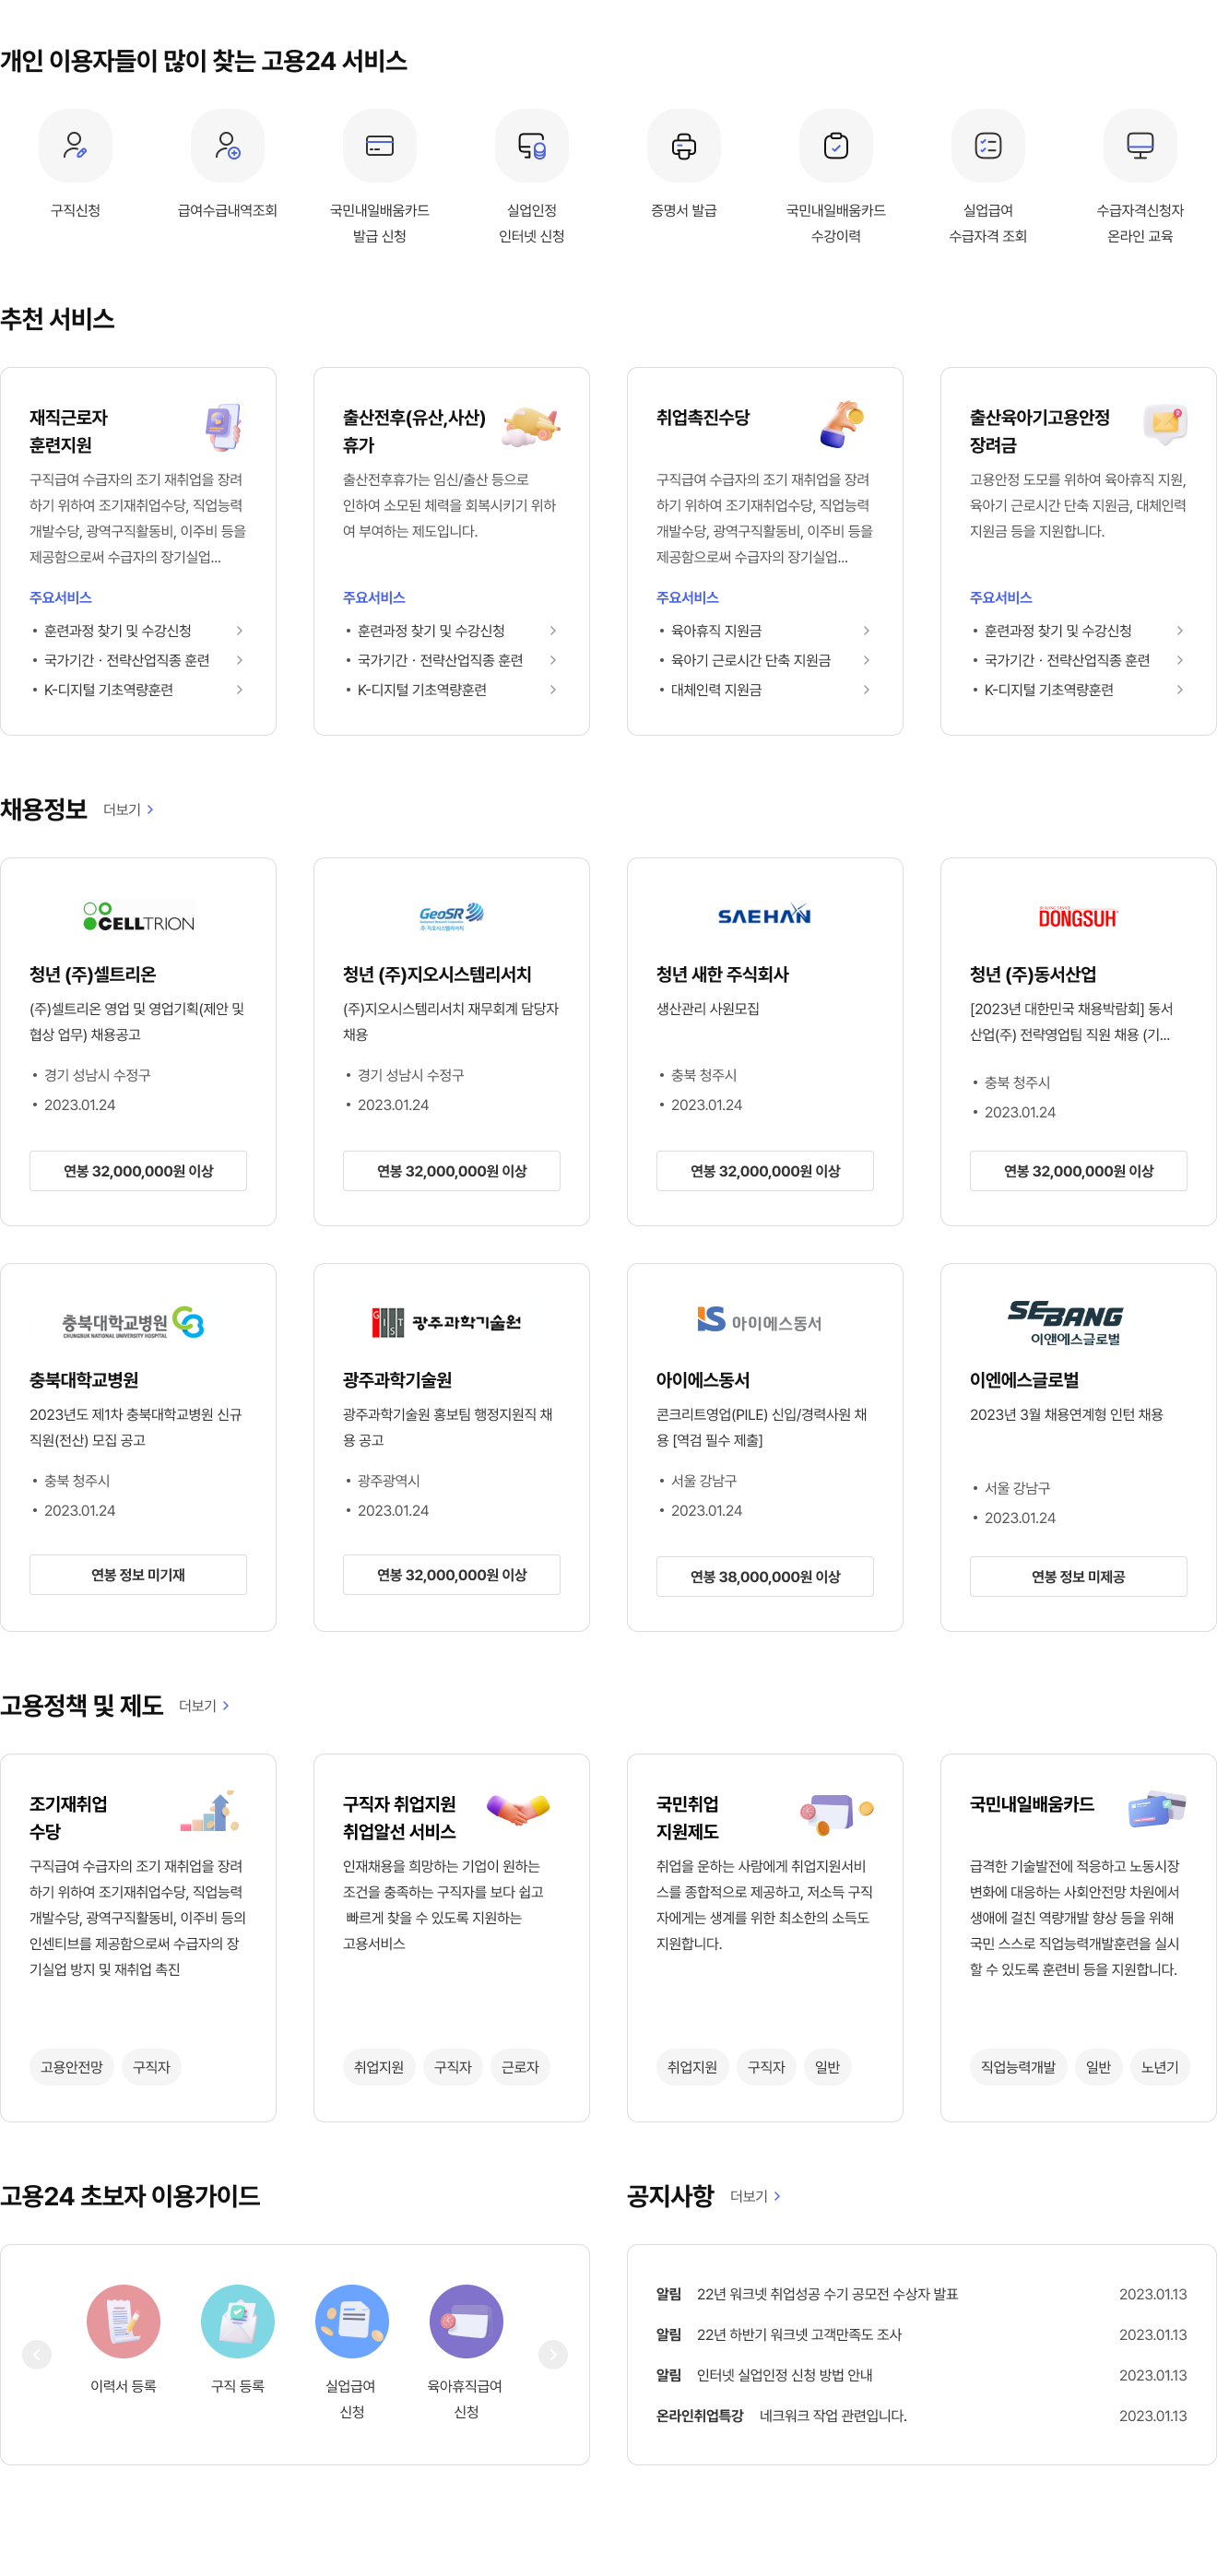 개인 이용자들이 많이 찾는 고용24 서비스
구직신청
급여수급내역조회
국민내일배움카드
발급 신청
실업인정
인터넷 신청
증명서 발급
국민내일배움카드
수강이력
실업급여
수급자격 조회
수급자격신청자
온라인 교육
추천 서비스
재직근로자
훈련지원
구직급여 수급자의 조기 재취업을 장려
하기 위하여 조기재취업수당, 직업능력
개발수당, 광역구직활동비, 이주비 등을
제공함으로써 수급자의 장기실업...
주요서비스
• 훈련과정 찾기 및 수강신청
• 국가기간 · 전략산업직종 훈련
• K-디지털 기초역량훈련
출산전후(유산,사산)
휴가
출산전후휴가는 임신/출산 등으로
인하여 소모된 체력을 회복시키기 위하
여 부여하는 제도입니다.
주요서비스
• 훈련과정 찾기 및 수강신청
• 국가기간 · 전략산업직종 훈련
• K-디지털 기초역량훈련
취업촉진수당
구직급여 수급자의 조기 재취업을 장려
하기 위하여 조기재취업수당, 직업능력
개발수당, 광역구직활동비, 이주비 등을
제공함으로써 수급자의 장기실업...
주요서비스
• 육아휴직 지원금
• 육아기 근로시간 단축 지원금
• 대체인력 지원금
출산육아기고용안정
장려금
고용안정 도모를 위하여 육아휴직 지원,
육아기 근로시간 단축 지원금, 대체인력
지원금 등을 지원합니다.
주요서비스
• 훈련과정 찾기 및 수강신청
• 국가기간 · 전략산업직종 훈련
• K-디지털 기초역량훈련
채용정보 더보기
CELLTRION
청년 (주)셀트리온
(주)셀트리온 영업 및 영업기획(제안 및
협상 업무) 채용공고
• 경기 성남시 수정구
• 2023.01.24
연봉 32,000,000원 이상
GeoSR
(주)지오시스템리서치
청년 (주)지오시스템리서치
(주)지오시스템리서치 재무회계 담당자
채용
• 경기 성남시 수정구
• 2023.01.24
연봉 32,000,000원 이상
SAEHAN
청년 새한 주식회사
생산관리 사원모집
• 충북 청주시
• 2023.01.24
연봉 32,000,000원 이상
DONGSUH
청년 (주)동서산업
[2023년 대한민국 채용박람회] 동서
산업(주) 전략영업팀 직원 채용 (기...
• 충북 청주시
• 2023.01.24
연봉 32,000,000원 이상
충북대학교병원
CHUNGBUK NATIONAL UNIVERSITY HOSPITAL
충북대학교병원
2023년도 제1차 충북대학교병원 신규
직원(전산) 모집 공고
• 충북 청주시
• 2023.01.24
연봉 정보 미기재
GIST 광주과학기술원
광주과학기술원
광주과학기술원 홍보팀 행정지원직 채
용 공고
• 광주광역시
• 2023.01.24
연봉 32,000,000원 이상
IS 아이에스동서
아이에스동서
콘크리트영업(PILE) 신입/경력사원 채
용 [역검 필수 제출]
• 서울 강남구
• 2023.01.24
연봉 38,000,000원 이상
SEBANG
이앤에스글로벌
이엔에스글로벌
2023년 3월 채용연계형 인턴 채용
• 서울 강남구
• 2023.01.24
연봉 정보 미제공
고용정책 및 제도 더보기
조기재취업
수당
구직급여 수급자의 조기 재취업을 장려
하기 위하여 조기재취업수당, 직업능력
개발수당, 광역구직활동비, 이주비 등의
인센티브를 제공함으로써 수급자의 장
기실업 방지 및 재취업 촉진
고용안전망 구직자
구직자 취업지원
취업알선 서비스
인재채용을 희망하는 기업이 원하는
조건을 충족하는 구직자를 보다 쉽고
빠르게 찾을 수 있도록 지원하는
고용서비스
취업지원 구직자 근로자
국민취업
지원제도
취업을 운하는 사람에게 취업지원서비
스를 종합적으로 제공하고, 저소득 구직
자에게는 생계를 위한 최소한의 소득도
지원합니다.
취업지원 구직자 일반
국민내일배움카드
급격한 기술발전에 적응하고 노동시장
변화에 대응하는 사회안전망 차원에서
생애에 걸친 역량개발 향상 등을 위해
국민 스스로 직업능력개발훈련을 실시
할 수 있도록 훈련비 등을 지원합니다.
직업능력개발 일반 노년기
고용24 초보자 이용가이드
이력서 등록
구직 등록
실업급여
신청
육아휴직급여
신청
공지사항 더보기
알림 22년 워크넷 취업성공 수기 공모전 수상자 발표 2023.01.13
알림 22년 하반기 워크넷 고객만족도 조사 2023.01.13
알림 인터넷 실업인정 신청 방법 안내 2023.01.13
온라인취업특강 네크워크 작업 관련입니다. 2023.01.13